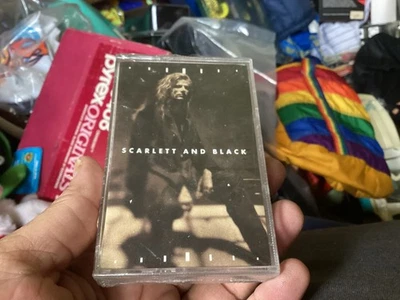 SCARLETT AND BLACK
pyrex
ORIGINALS